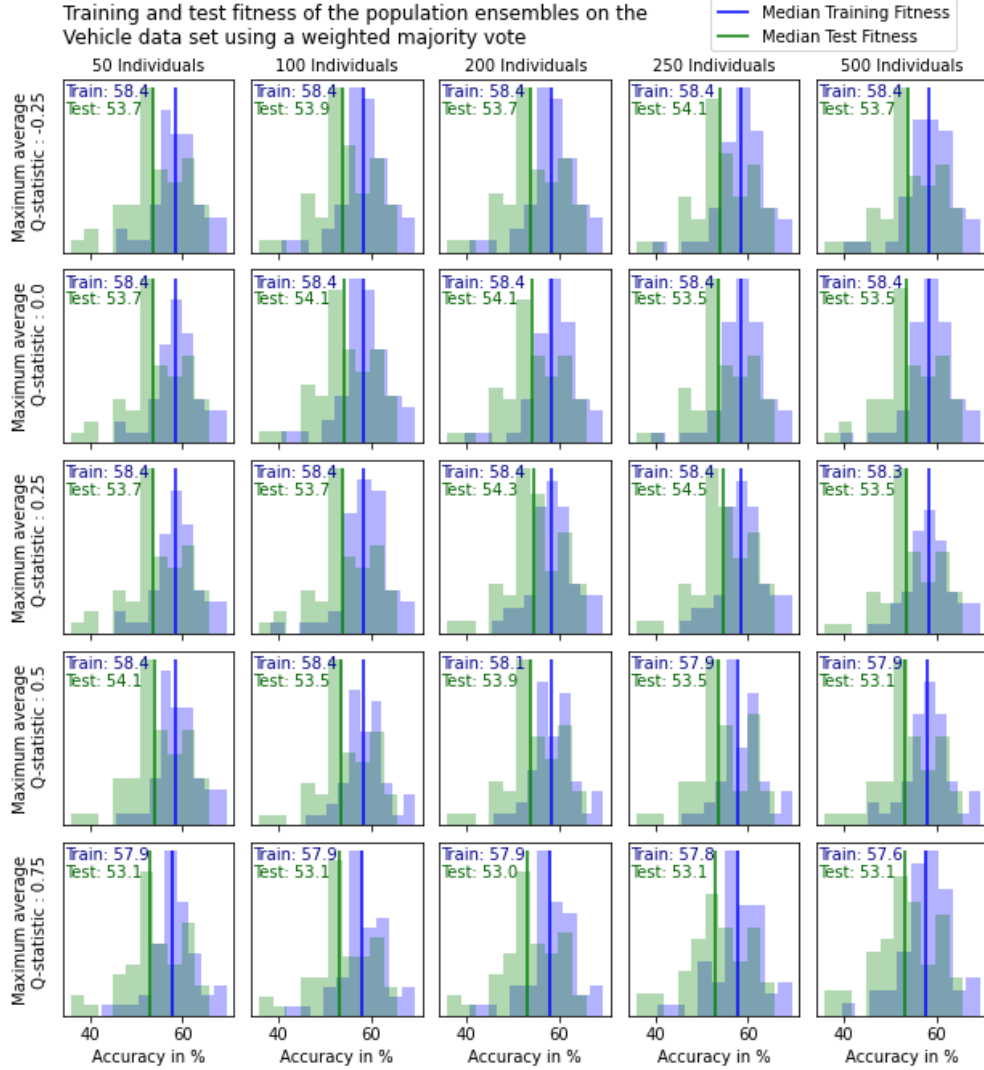 Training and test fitness of the population ensembles on the
Vehicle data set using a weighted majority vote
Median Training Fitness
Median Test Fitness
50 Individuals
100 Individuals
200 Individuals
250 Individuals
500 Individuals
Maximum average
Q-statistic : -0.25
Train: 58.4
Test: 53.7
Train: 58.4
Test: 53.9
Train: 58.4
Test: 53.7
Train: 58.4
Test: 54.1
Train: 58.4
Test: 53.7
Maximum average
Q-statistic : 0.0
Train: 58.4
Test: 53.7
Train: 58.4
Test: 54.1
Train: 58.4
Test: 54.1
Train: 58.4
Test: 53.5
Train: 58.4
Test: 53.5
Maximum average
Q-statistic : 0.25
Train: 58.4
Test: 53.7
Train: 58.4
Test: 53.7
Train: 58.4
Test: 54.3
Train: 58.4
Test: 54.5
Train: 58.3
Test: 53.5
Maximum average
Q-statistic : 0.5
Train: 58.4
Test: 54.1
Train: 58.4
Test: 53.5
Train: 58.1
Test: 53.9
Train: 57.9
Test: 53.5
Train: 57.9
Test: 53.1
Maximum average
Q-statistic : 0.75
Train: 57.9
Test: 53.1
Train: 57.9
Test: 53.1
Train: 57.9
Test: 53.0
Train: 57.8
Test: 53.1
Train: 57.6
Test: 53.1
40 60
40 60
40 60
40 60
40 60
Accuracy in %
Accuracy in %
Accuracy in %
Accuracy in %
Accuracy in %